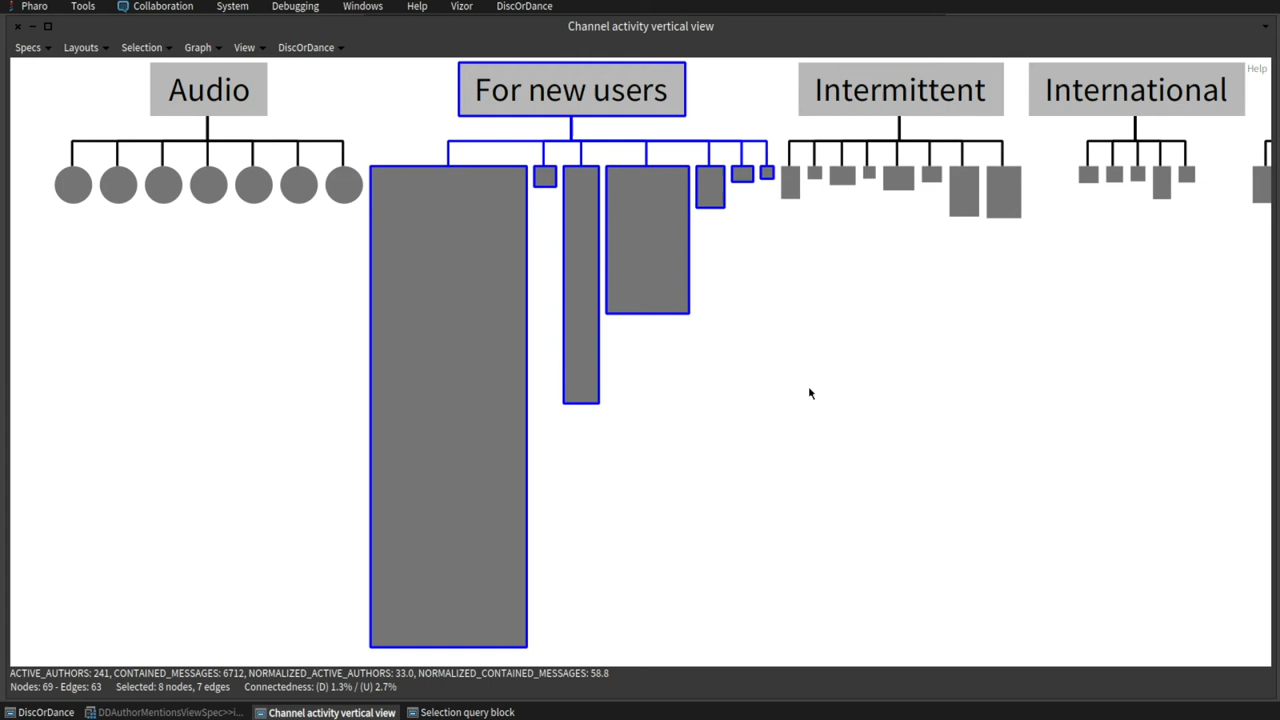 Pharo Tools Collaboration System Debugging Windows Help Vizor DiscOrDance
Channel activity vertical view
Specs Layouts Selection Graph View DiscOrDance
Audio For new users Intermittent International
Help
ACTIVE_AUTHORS: 241, CONTAINED_MESSAGES: 6712, NORMALIZED_ACTIVE_AUTHORS: 33.0, NORMALIZED_CONTAINED_MESSAGES: 58.8
Nodes: 69 - Edges: 63 Selected: 8 nodes, 7 edges Connectedness: (D) 1.3% / (U) 2.7%
DiscOrDance DDAuthorMentionsViewSpec>>i... Channel activity vertical view Selection query block